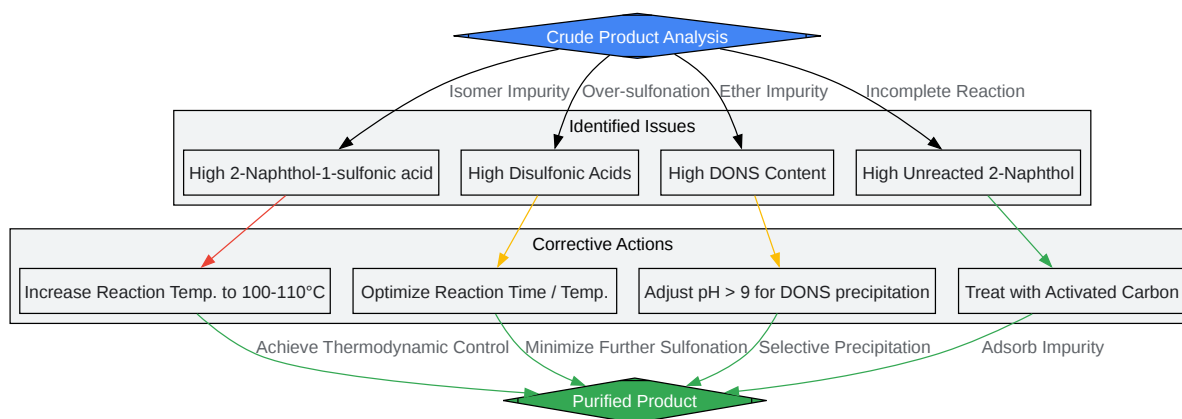 Crude Product Analysis
Isomer Impurity
Over-sulfonation
Ether Impurity
Incomplete Reaction
Identified Issues
High 2-Naphthol-1-sulfonic acid
High Disulfonic Acids
High DONS Content
High Unreacted 2-Naphthol
Corrective Actions
Increase Reaction Temp. to 100-110°C
Optimize Reaction Time / Temp.
Adjust pH > 9 for DONS precipitation
Treat with Activated Carbon
Achieve Thermodynamic Control
Minimize Further Sulfonation
Selective Precipitation
Adsorb Impurity
Purified Product